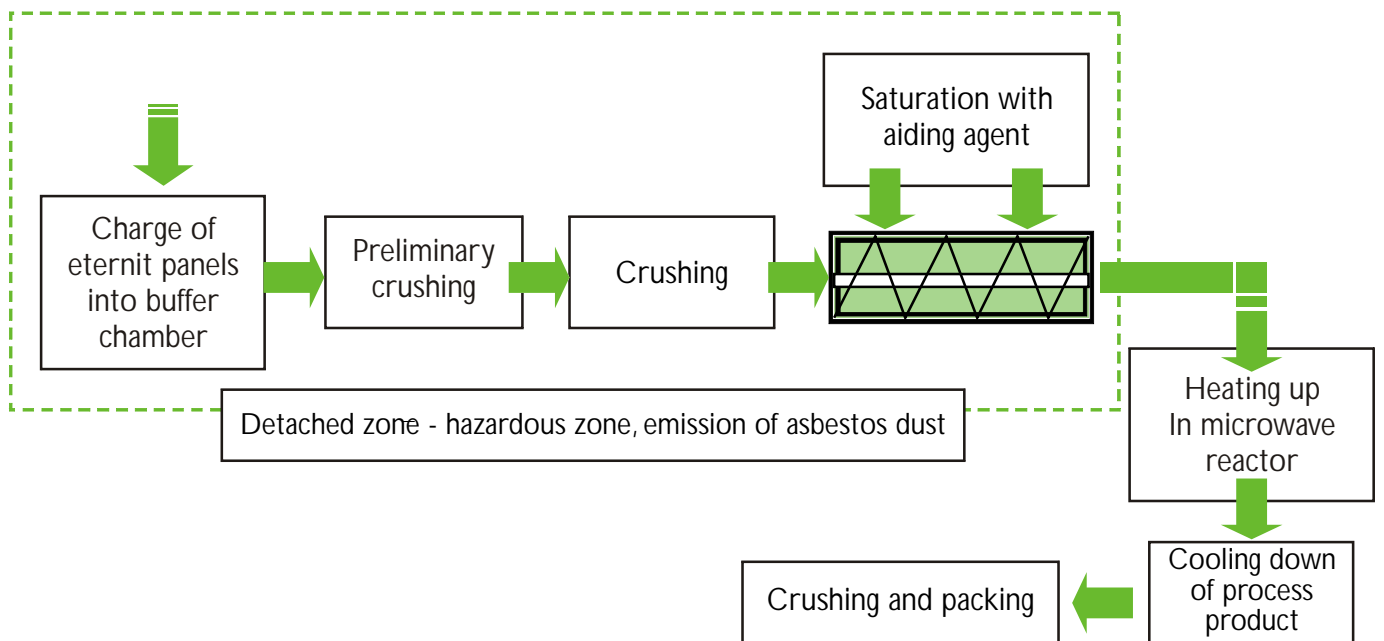 Saturation with
aiding agent
Charge of
eternit panels
into buffer
chamber
Preliminary
crushing
Crushing
Detached zone - hazardous zone, emission of asbestos dust
Heating up
In microwave
reactor
Cooling down
of process
product
Crushing and packing